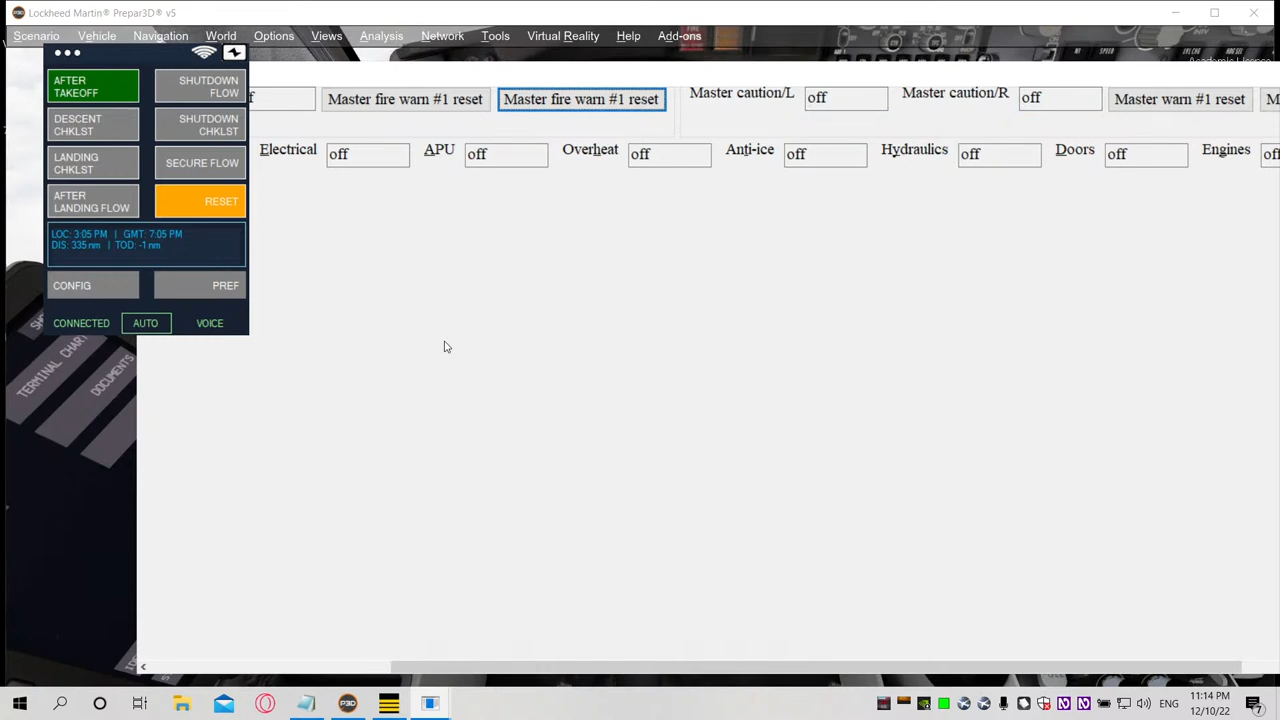 Lockheed Martin® Prepar3D® v5
Scenario Vehicle Navigation World Options Views Analysis Network Tools Virtual Reality Help Add-ons
AFTER TAKEOFF
SHUTDOWN FLOW
DESCENT CHKLST
SHUTDOWN CHKLST
LANDING CHKLST
SECURE FLOW
AFTER LANDING FLOW
RESET
LOC: 3:05 PM | GMT: 7:05 PM
DIS: 335 nm | TOD: -1 nm
CONFIG
PREF
CONNECTED AUTO VOICE
Master fire warn #1 reset Master fire warn #1 reset Master caution/L off Master caution/R off Master warn #1 reset
Electrical off APU off Overheat off Anti-ice off Hydraulics off Doors off Engines off
TERMINAL CHART
DOCUMENTS
P3D
ENG
11:14 PM
12/10/22
7